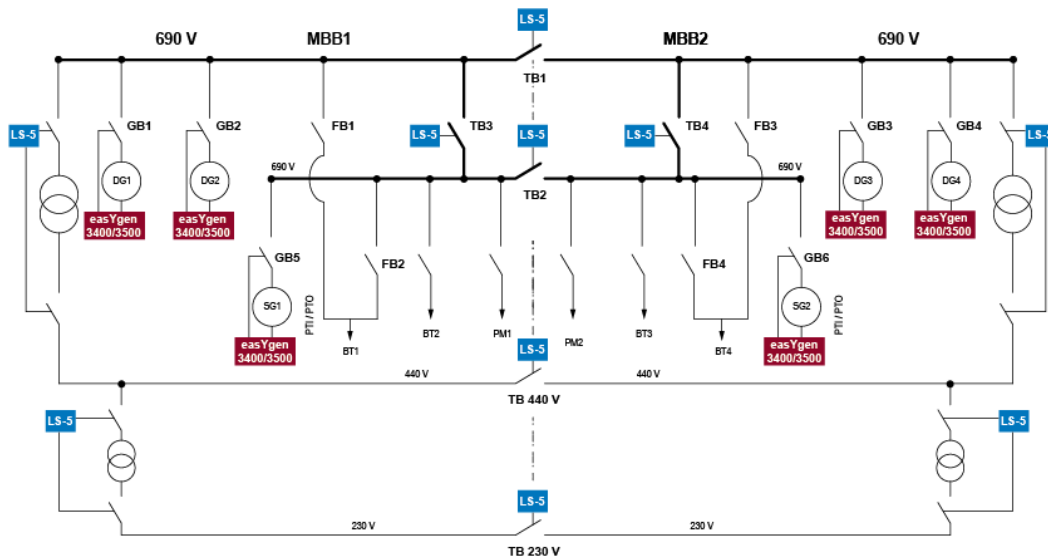 LS-5
690 V
MBB1
MBB2
690 V
TB1
LS-5
GB1
GB2
FB1
LS-5
TB3
LS-5
LS-5
TB4
FB3
GB3
GB4
LS-5
690 V
690 V
DG1
DG2
DG3
DG4
TB2
easYgen
3400/3500
easYgen
3400/3500
easYgen
3400/3500
easYgen
3400/3500
GB5
FB2
FB4
GB6
SG1
PTI / PTO
SG2
PTI / PTO
BT2
PM1
PM2
BT3
easYgen
3400/3500
BT1
LS-5
BT4
easYgen
3400/3500
440 V
440 V
TB 440 V
LS-5
LS-5
LS-5
230 V
230 V
TB 230 V